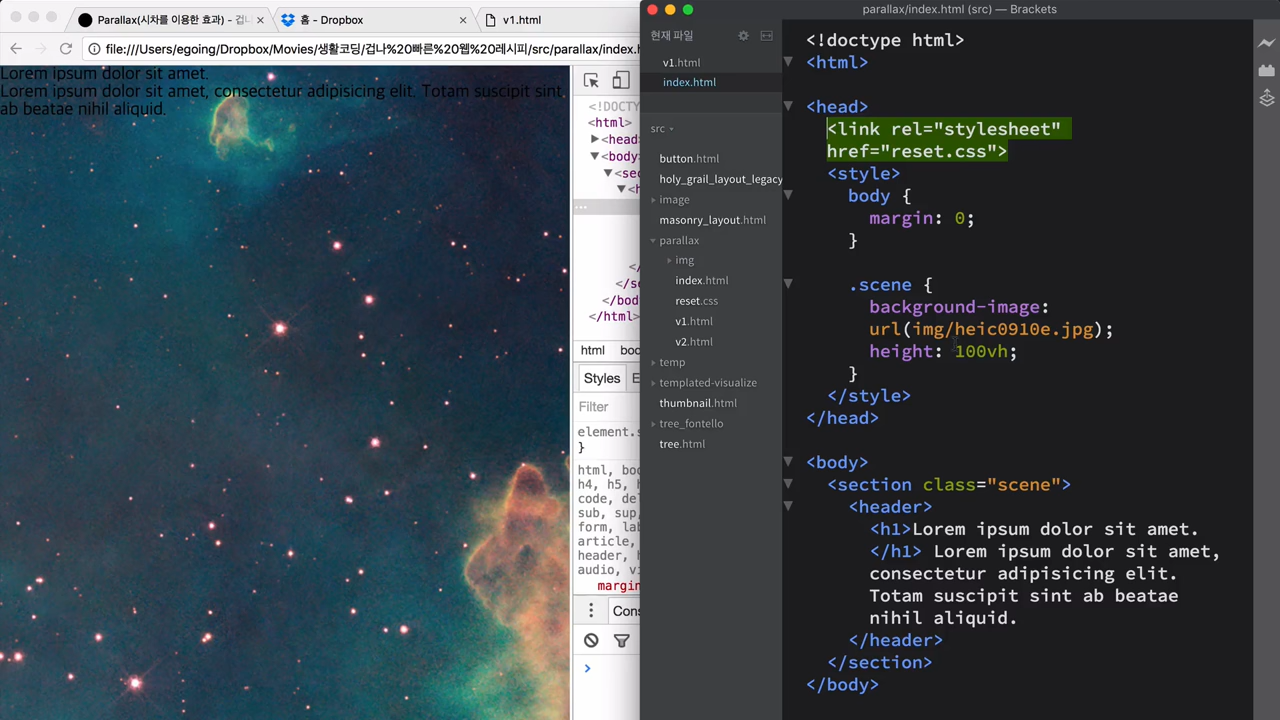 Parallax(시차를 이용한 효과) - 겁니
홈 - Dropbox
v1.html
file:///Users/egoing/Dropbox/Movies/생활코딩/겁나%20빠른%20웹%20레시피/src/parallax/index.h
Lorem ipsum dolor sit amet.
Lorem ipsum dolor sit amet, consectetur adipisicing elit. Totam suscipit sint
ab beatae nihil aliquid.
<!DOCTY
<html>
<head>
<body>
<sec
<h
...
</
</s
</body>
</html>
html
boo
Styles
Filter
element.s
}
html, bod
h4, h5, h
code, del
sub, sup,
form, lab
article,
header, h
audio, vi
margin
Cons
parallax/index.html (src) — Brackets
현재 파일
v1.html
index.html
src
button.html
holy_grail_layout_legacy
image
masonry_layout.html
parallax
img
index.html
reset.css
v1.html
v2.html
temp
templated-visualize
thumbnail.html
tree_fontello
tree.html
<!doctype html>
<html>
<head>
<link rel="stylesheet"
href="reset.css">
<style>
body {
margin: 0;
}
.scene {
background-image:
url(img/heic0910e.jpg);
height: 100vh;
}
</style>
</head>
<body>
<section class="scene">
<header>
<h1>Lorem ipsum dolor sit amet.
</h1> Lorem ipsum dolor sit amet,
consectetur adipisicing elit.
Totam suscipit sint ab beatae
nihil aliquid.
</header>
</section>
</body>